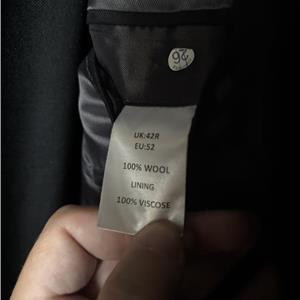 UK:42R
EU:52
100% WOOL
LINING
100% VISCOSE